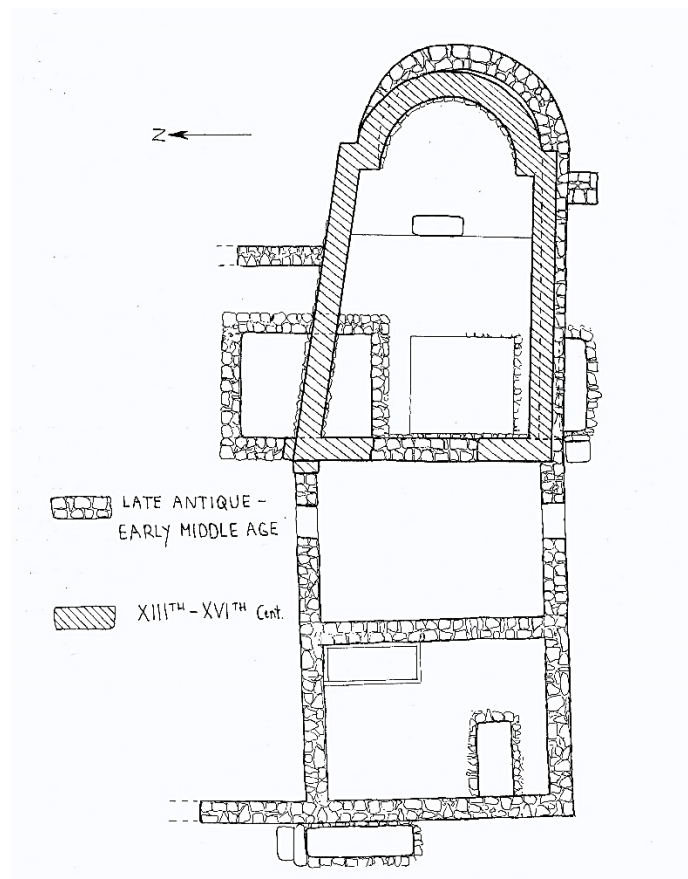 N
LATE ANTIQUE –
EARLY MIDDLE AGE
XIIITH – XVITH Cent.